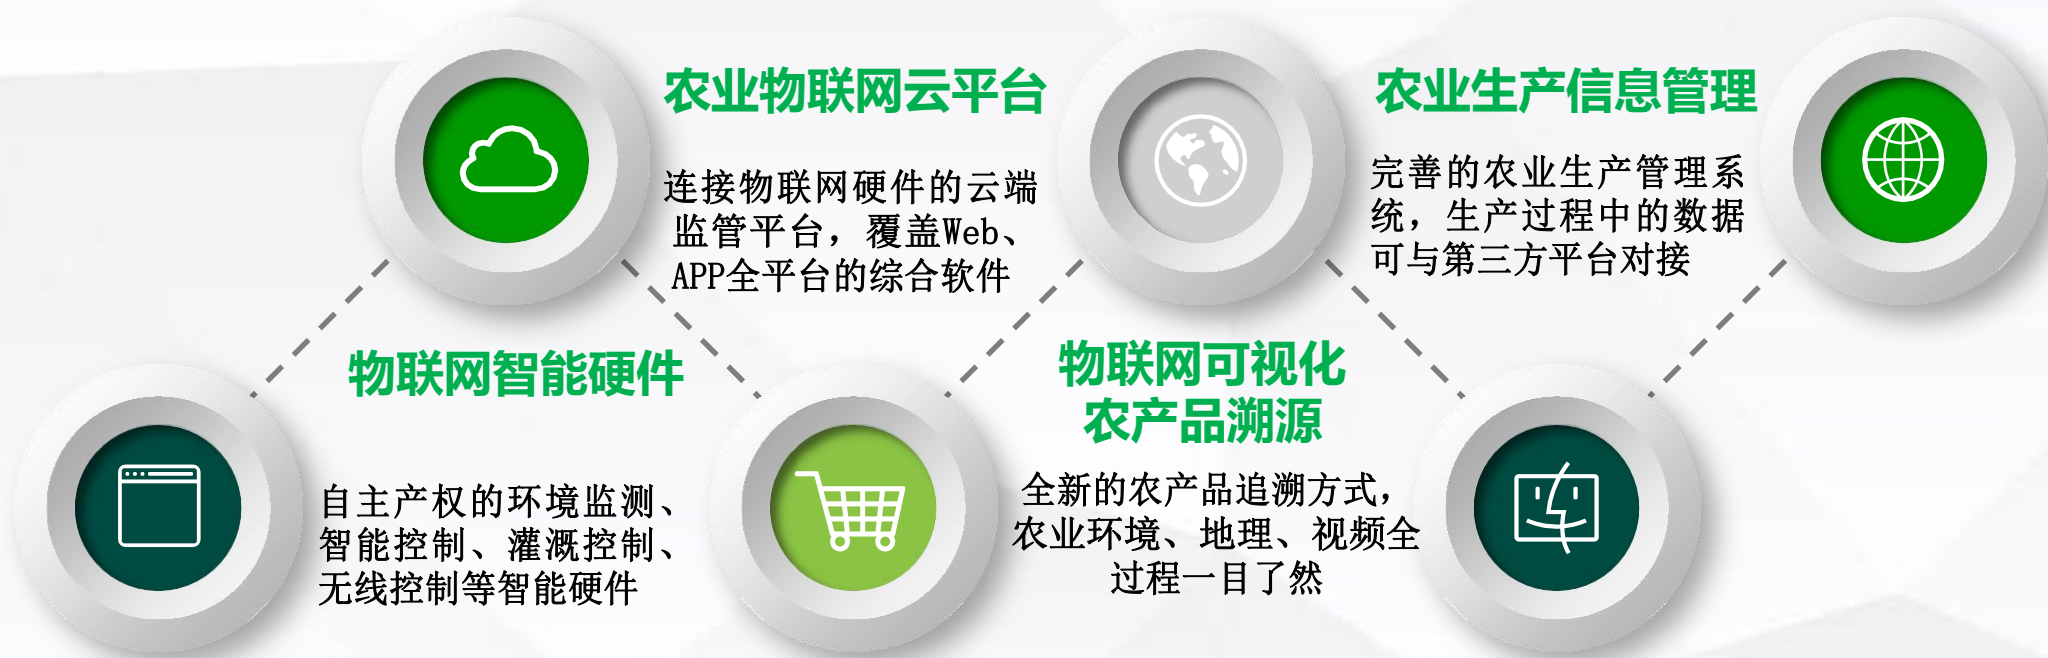 农业物联网云平台
连接物联网硬件的云端
监管平台，覆盖Web、
APP全平台的综合软件
农业生产信息管理
完善的农业生产管理系
统，生产过程中的数据
可与第三方平台对接
物联网智能硬件
自主产权的环境监测、
智能控制、灌溉控制、
无线控制等智能硬件
物联网可视化
农产品溯源
全新的农产品追溯方式，
农业环境、地理、视频全
过程一目了然